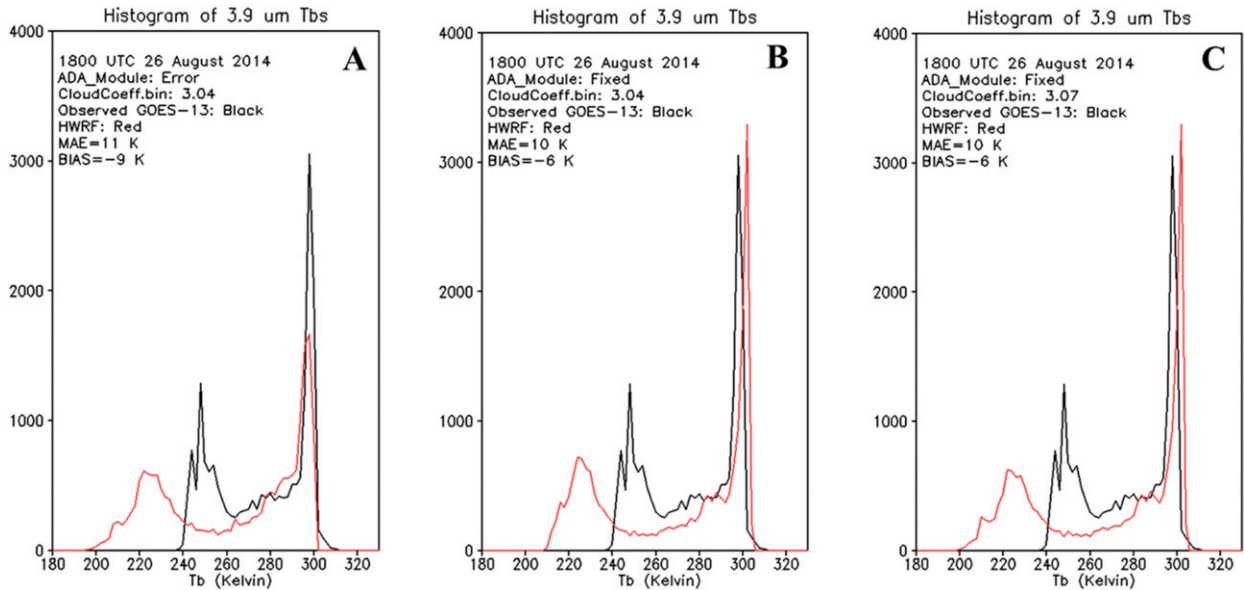 Histogram of 3.9 um Tbs
A
1800 UTC 26 August 2014
ADA_Module: Error
CloudCoeff.bin: 3.04
Observed GOES-13: Black
HWRF: Red
MAE=11 K
BIAS=-9 K
4000
3000
2000
1000
0
180 200 220 240 260 280 300 320
Tb (Kelvin)
Histogram of 3.9 um Tbs
B
1800 UTC 26 August 2014
ADA_Module: Fixed
CloudCoeff.bin: 3.04
Observed GOES-13: Black
HWRF: Red
MAE=10 K
BIAS=-6 K
4000
3000
2000
1000
0
180 200 220 240 260 280 300 320
Tb (Kelvin)
Histogram of 3.9 um Tbs
C
1800 UTC 26 August 2014
ADA_Module: Fixed
CloudCoeff.bin: 3.07
Observed GOES-13: Black
HWRF: Red
MAE=10 K
BIAS=-6 K
4000
3000
2000
1000
0
180 200 220 240 260 280 300 320
Tb (Kelvin)